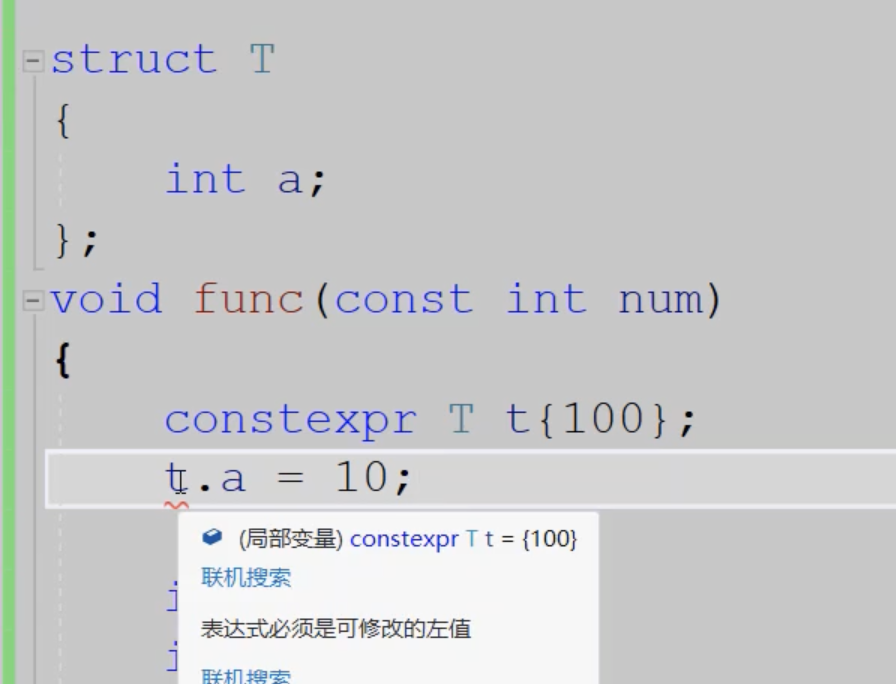 struct T
{
int a;
};
void func(const int num)
{
constexpr T t{100};
t.a = 10;
(局部变量) constexpr T t = {100}
联机搜索
表达式必须是可修改的左值
联机搜索